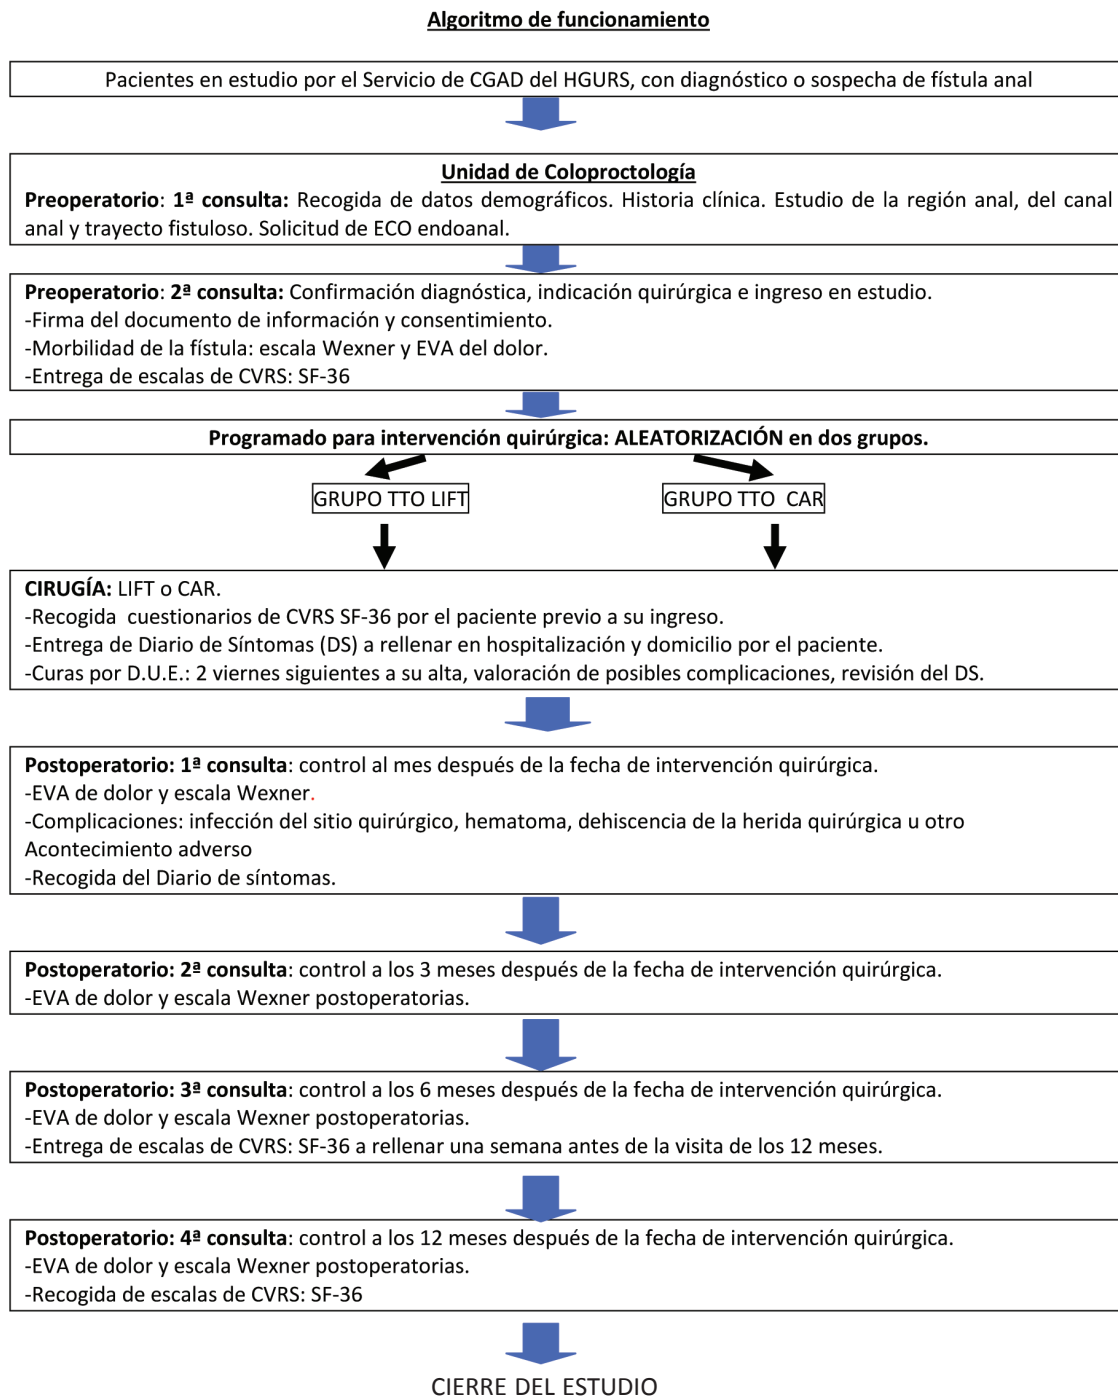 Algoritmo de funcionamiento
Pacientes en estudio por el Servicio de CGAD del HGURS, con diagnóstico o sospecha de fístula anal
Unidad de Coloproctología
Preoperatorio: 1ª consulta: Recogida de datos demográficos. Historia clínica. Estudio de la región anal, del canal
anal y trayecto fistuloso. Solicitud de ECO endoanal.
Preoperatorio: 2ª consulta: Confirmación diagnóstica, indicación quirúrgica e ingreso en estudio.
-Firma del documento de información y consentimiento.
-Morbilidad de la fístula: escala Wexner y EVA del dolor.
-Entrega de escalas de CVRS: SF-36
Programado para intervención quirúrgica: ALEATORIZACIÓN en dos grupos.
GRUPO TTO LIFT
GRUPO TTO CAR
CIRUGÍA: LIFT o CAR.
-Recogida cuestionarios de CVRS SF-36 por el paciente previo a su ingreso.
-Entrega de Diario de Síntomas (DS) a rellenar en hospitalización y domicilio por el paciente.
-Curas por D.U.E.: 2 viernes siguientes a su alta, valoración de posibles complicaciones, revisión del DS.
Postoperatorio: 1ª consulta: control al mes después de la fecha de intervención quirúrgica.
-EVA de dolor y escala Wexner.
-Complicaciones: infección del sitio quirúrgico, hematoma, dehiscencia de la herida quirúrgica u otro
Acontecimiento adverso
-Recogida del Diario de síntomas.
Postoperatorio: 2ª consulta: control a los 3 meses después de la fecha de intervención quirúrgica.
-EVA de dolor y escala Wexner postoperatorias.
Postoperatorio: 3ª consulta: control a los 6 meses después de la fecha de intervención quirúrgica.
-EVA de dolor y escala Wexner postoperatorias.
-Entrega de escalas de CVRS: SF-36 a rellenar una semana antes de la visita de los 12 meses.
Postoperatorio: 4ª consulta: control a los 12 meses después de la fecha de intervención quirúrgica.
-EVA de dolor y escala Wexner postoperatorias.
-Recogida de escalas de CVRS: SF-36
CIERRE DEL ESTUDIO